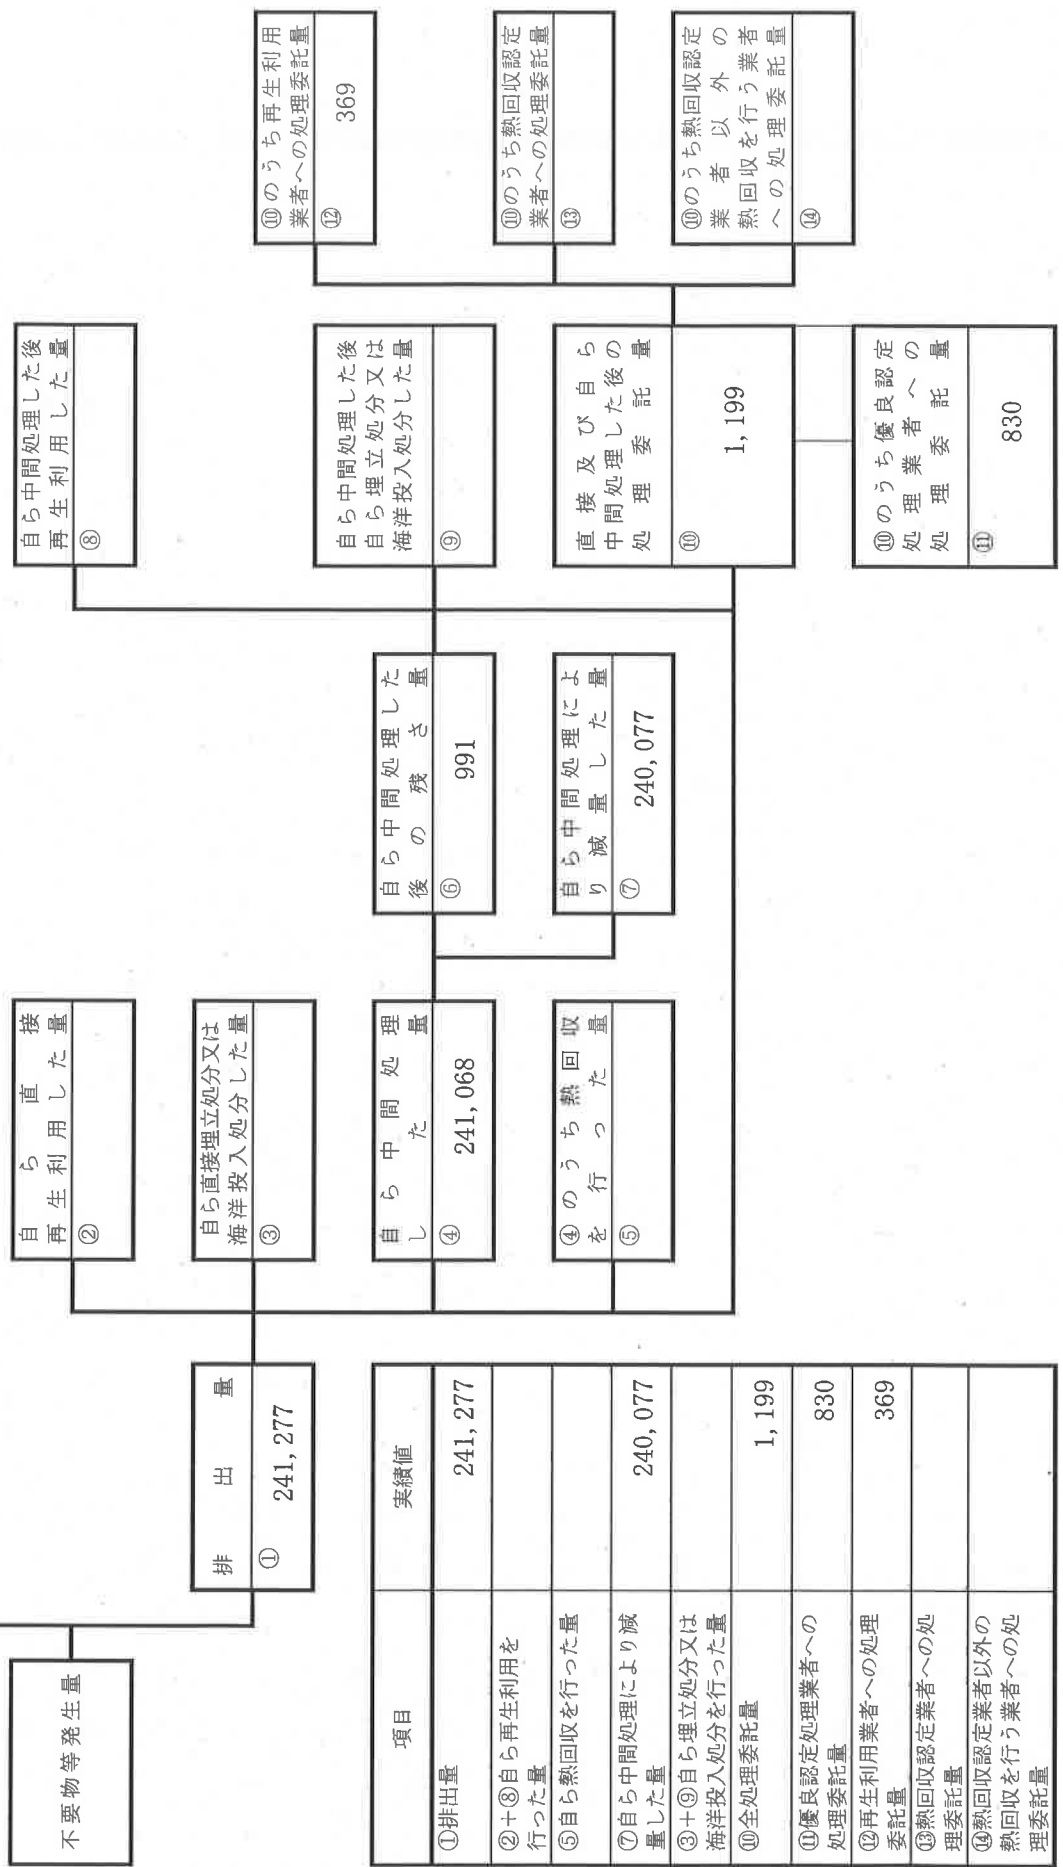 不要物等発生量
排出量
①
241,277
自ら直接
再生利用した量
②
自ら直接埋立処分又は
海洋投入処分した量
③
自ら中間処理
した量
④
241,068
④のうち熱回収
を行った量
⑤
自ら中間処理した
後の残さ量
⑥
991
自ら中間処理によ
り減量した量
⑦
240,077
自ら中間処理した後
再生利用した量
⑧
自ら中間処理した後
自ら埋立処分又は
海洋投入処分した量
⑨
直接及び自ら
中間処理した後の
処理委託量
⑩
1,199
⑩のうち優良認定
処理業者への
処理委託量
⑪
830
⑩のうち再生利用
業者への処理委託量
⑫
369
⑩のうち熱回収認定
業者への処理委託量
⑬
⑩のうち熱回収認定
業者以外の
熱回収を行う業者
への処理委託量
⑭
項目 実績値
①排出量 241,277
②+⑧自ら再生利用を
行った量
⑤自ら熱回収を行った量
⑦自ら中間処理により減
量した量 240,077
③+⑨自ら埋立処分又は
海洋投入処分を行った量
⑩全処理委託量 1,199
⑪優良認定処理業者への
処理委託量 830
⑫再生利用業者への処理
委託量 369
⑬熱回収認定業者への処
理委託量
⑭熱回収認定業者以外の
熱回収を行う業者への処
理委託量